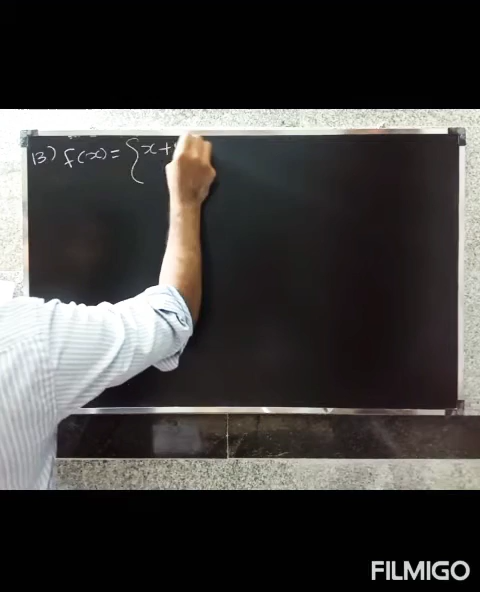 13) f(x) = { x +
FILMIGO